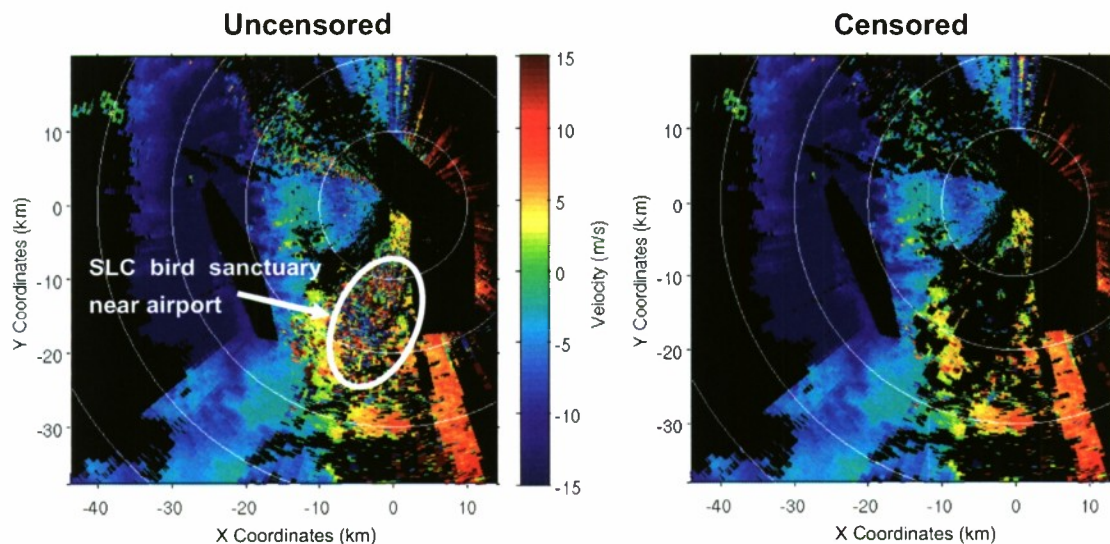 Uncensored
Censored
10
0
-10
-20
-30
Y Coordinates (km)
SLC bird sanctuary
near airport
-40 -30 -20 -10 0 10
X Coordinates (km)
15
10
5
0
-5
-10
-15
Velocity (m/s)
10
0
-10
-20
-30
Y Coordinates (km)
-40 -30 -20 -10 0 10
X Coordinates (km)